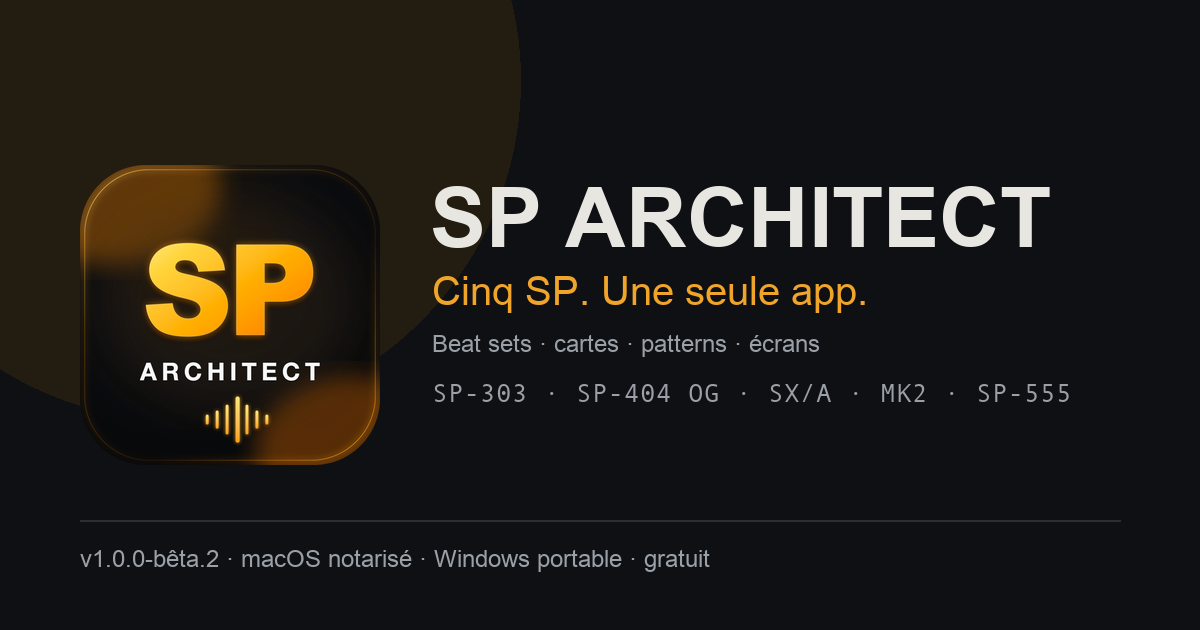 SP
ARCHITECT
SP ARCHITECT
Cinq SP. Une seule app.
Beat sets · cartes · patterns · écrans
SP-303 · SP-404 OG · SX/A · MK2 · SP-555
v1.0.0-bêta.2 · macOS notarisé · Windows portable · gratuit